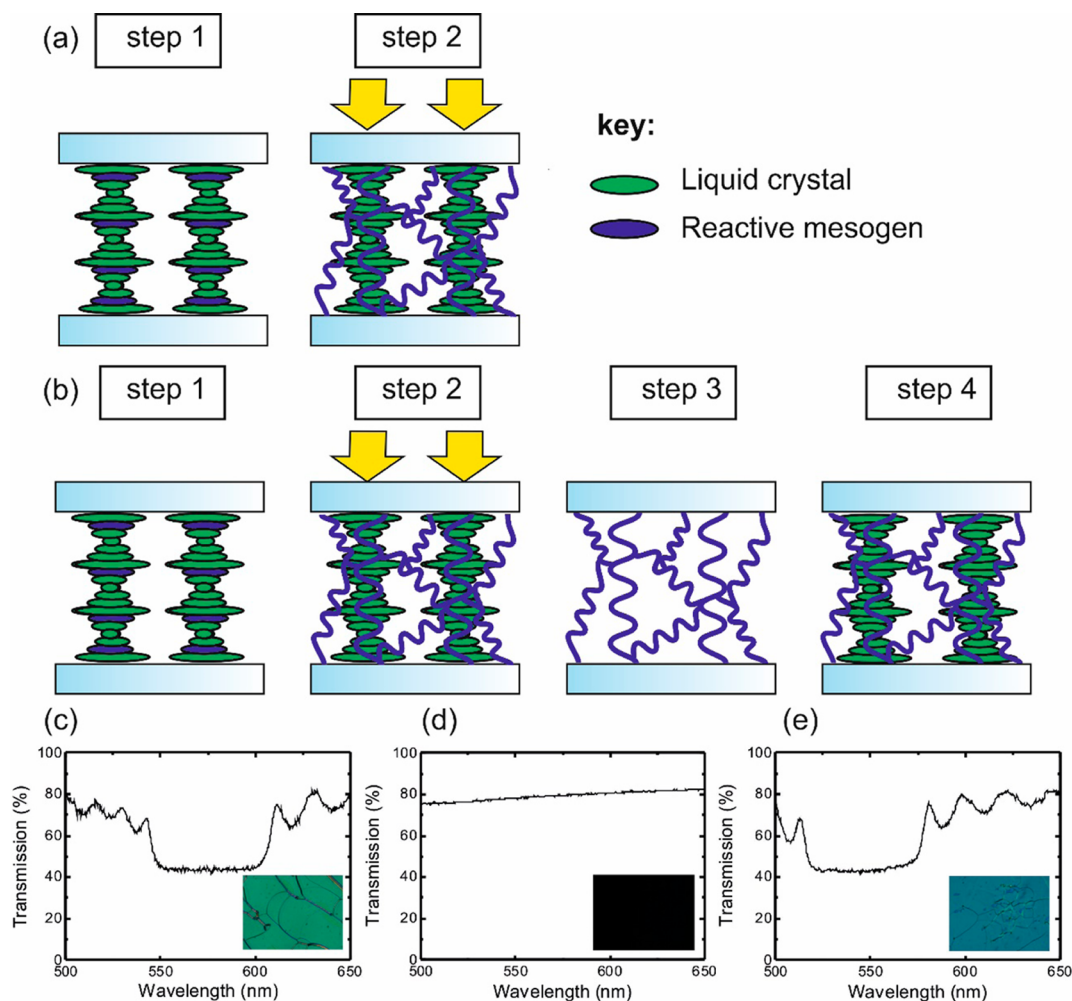 (a)
step 1
step 2
key:
Liquid crystal
Reactive mesogen
(b)
step 1
step 2
step 3
step 4
(c)
(d)
(e)
Transmission (%)
100
80
60
40
20
0
500
550
600
650
Wavelength (nm)
Transmission (%)
100
80
60
40
20
0
500
550
600
650
Wavelength (nm)
Transmission (%)
100
80
60
40
20
0
500
550
600
650
Wavelength (nm)